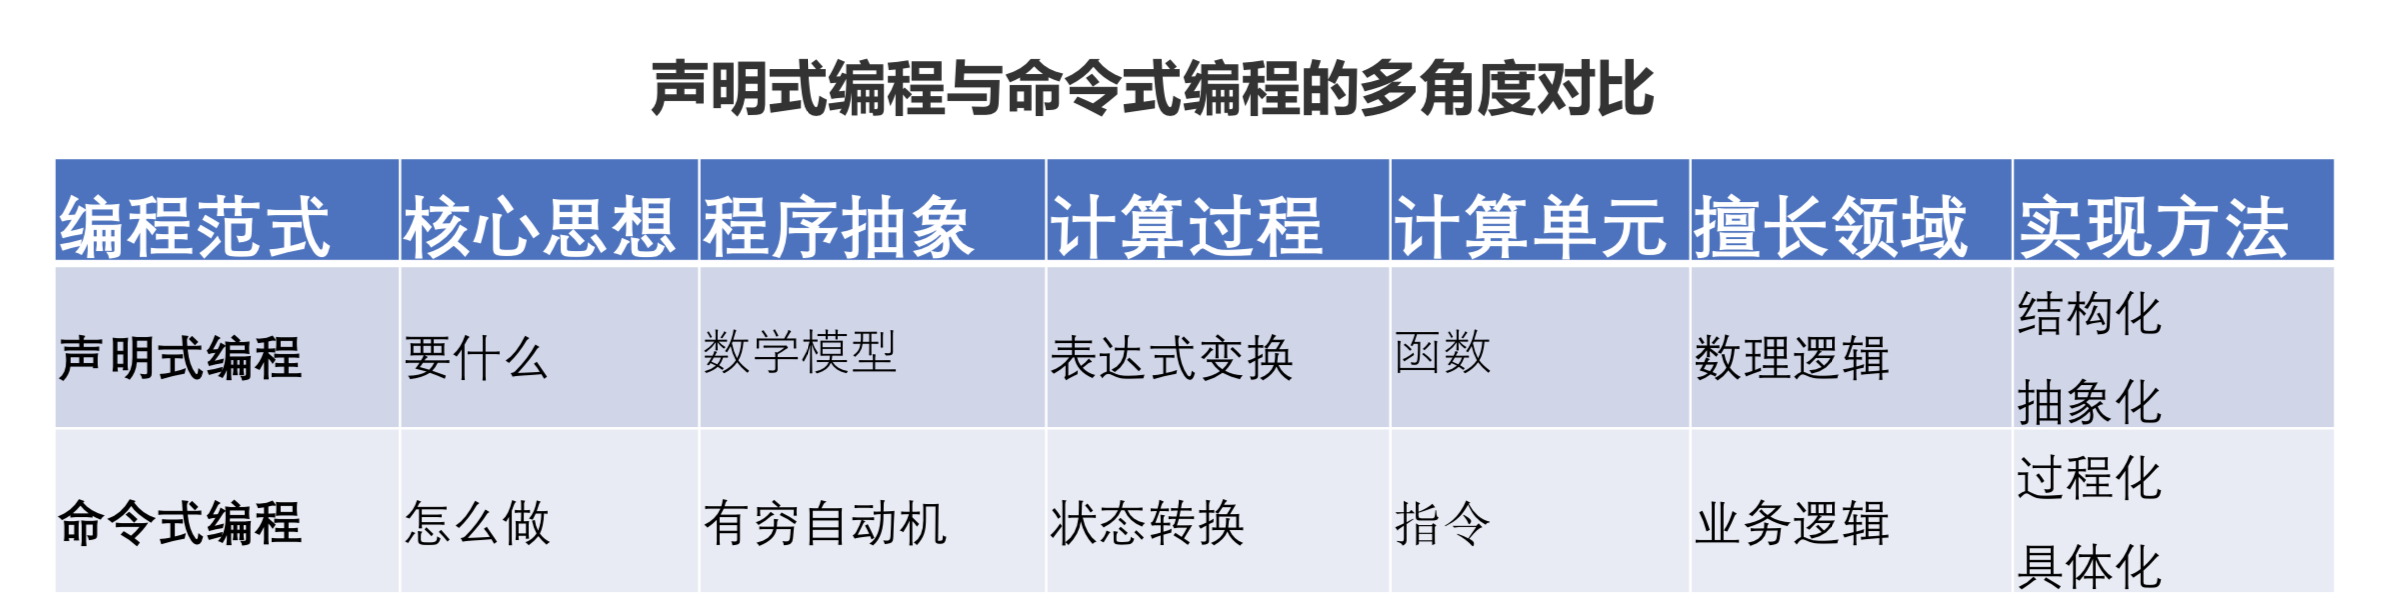 声明式编程与命令式编程的多角度对比
编程范式 核心思想 程序抽象 计算过程 计算单元 擅长领域 实现方法
声明式编程 要什么 数学模型 表达式变换 函数 数理逻辑 结构化
抽象化
命令式编程 怎么做 有穷自动机 状态转换 指令 业务逻辑 过程化
具体化